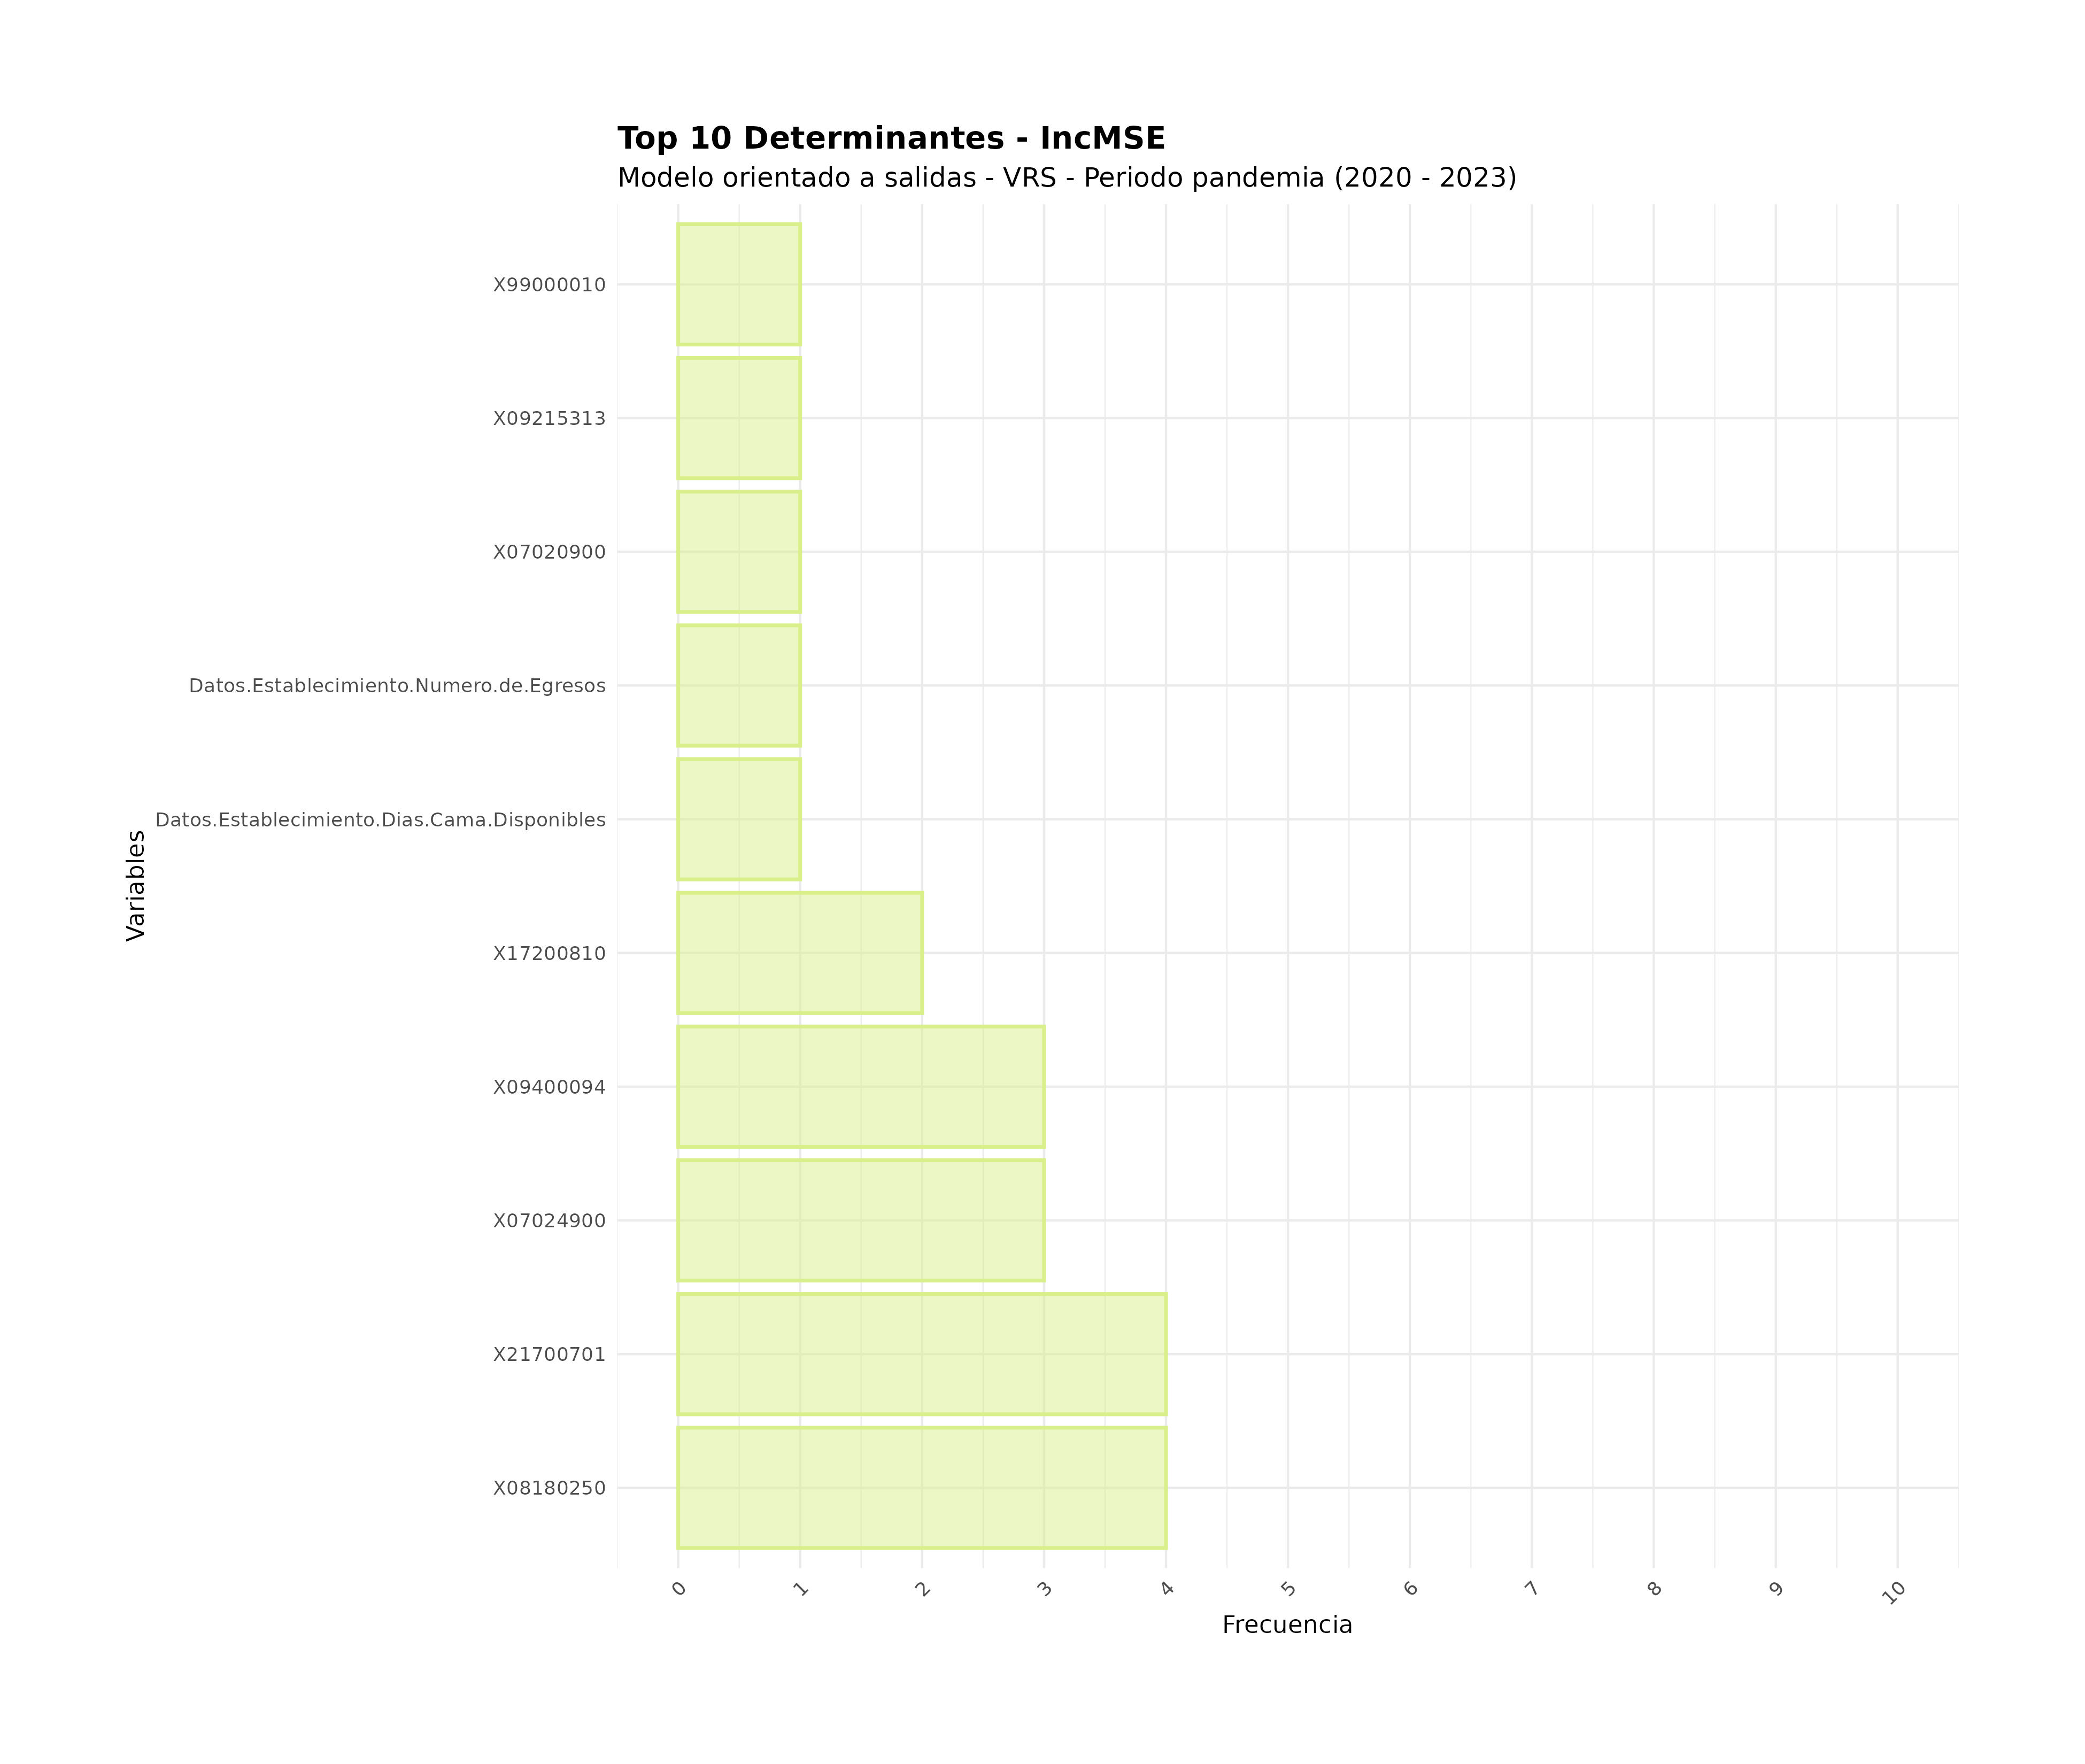 Top 10 Determinantes - IncMSE
Modelo orientado a salidas - VRS - Periodo pandemia (2020 - 2023)
Variables
X99000010
X09215313
X07020900
Datos.Establecimiento.Numero.de.Egresos
Datos.Establecimiento.Dias.Cama.Disponibles
X17200810
X09400094
X07024900
X21700701
X08180250
0 1 2 3 4 5 6 7 8 9 10
Frecuencia